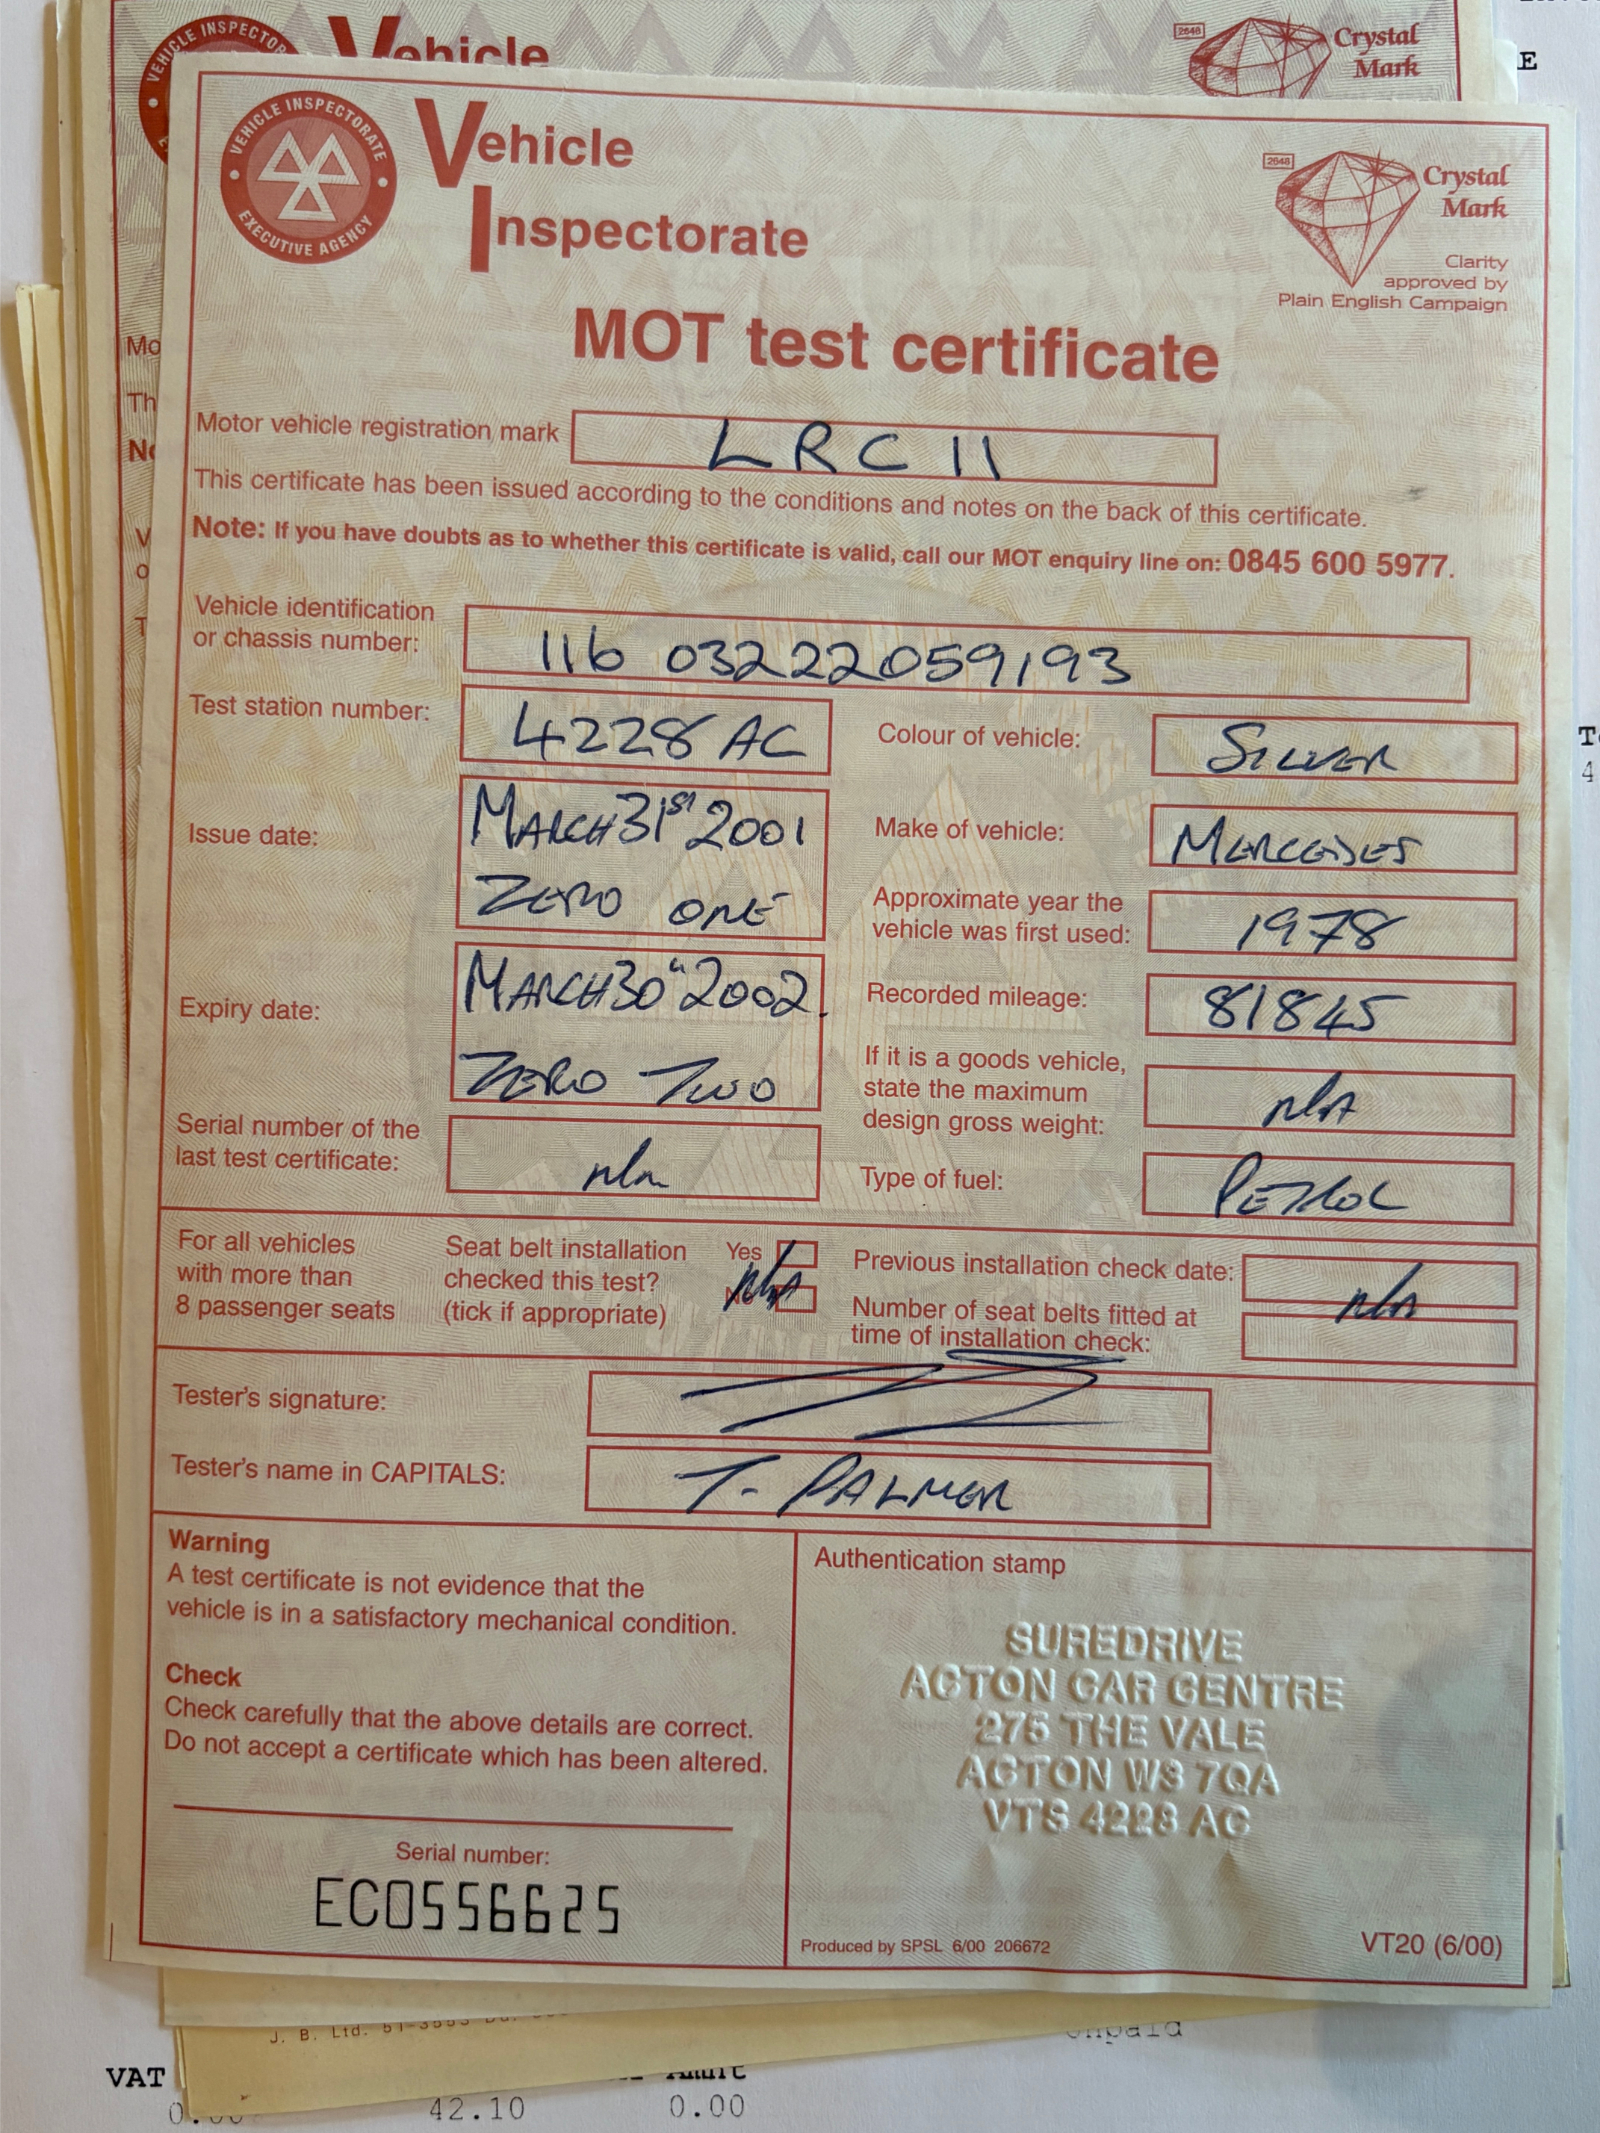 VEHICLE INSPECTOR
Vehicle
2648
Crystal
Mark
E
VEHICLE INSPECTORATE
EXECUTIVE AGENCY
Vehicle
Inspectorate
2648
Crystal
Mark
Clarity
approved by
Plain English Campaign
MOT test certificate
Motor vehicle registration mark LRC 11
This certificate has been issued according to the conditions and notes on the back of this certificate.
Note: If you have doubts as to whether this certificate is valid, call our MOT enquiry line on: 0845 600 5977.
Vehicle identification
or chassis number: 116 03222059193
Test station number: 4228 AC
Colour of vehicle: SILVER
Issue date: MARCH 31st 2001
ZERO ONE
Make of vehicle: MERCEDES
Approximate year the
vehicle was first used: 1978
Expiry date: MARCH 30th 2002.
ZERO TWO
Recorded mileage: 81845
If it is a goods vehicle,
state the maximum
design gross weight: n/A
Serial number of the
last test certificate: n/a
Type of fuel: PETROL
For all vehicles
with more than
8 passenger seats
Seat belt installation
checked this test?
(tick if appropriate)
Yes
No
n/A
Previous installation check date:
n/A
Number of seat belts fitted at
time of installation check:
Tester's signature:
Tester's name in CAPITALS: T. PALMER
Warning
A test certificate is not evidence that the
vehicle is in a satisfactory mechanical condition.
Check
Check carefully that the above details are correct.
Do not accept a certificate which has been altered.
Serial number:
EC0556625
Authentication stamp
SUREDRIVE
ACTON CAR CENTRE
275 THE VALE
ACTON W3 7QA
VTS 4228 AC
Produced by SPSL 6/00 206672
VT20 (6/00)
J. B. Ltd.
unpaid
VAT
42.10
0.00